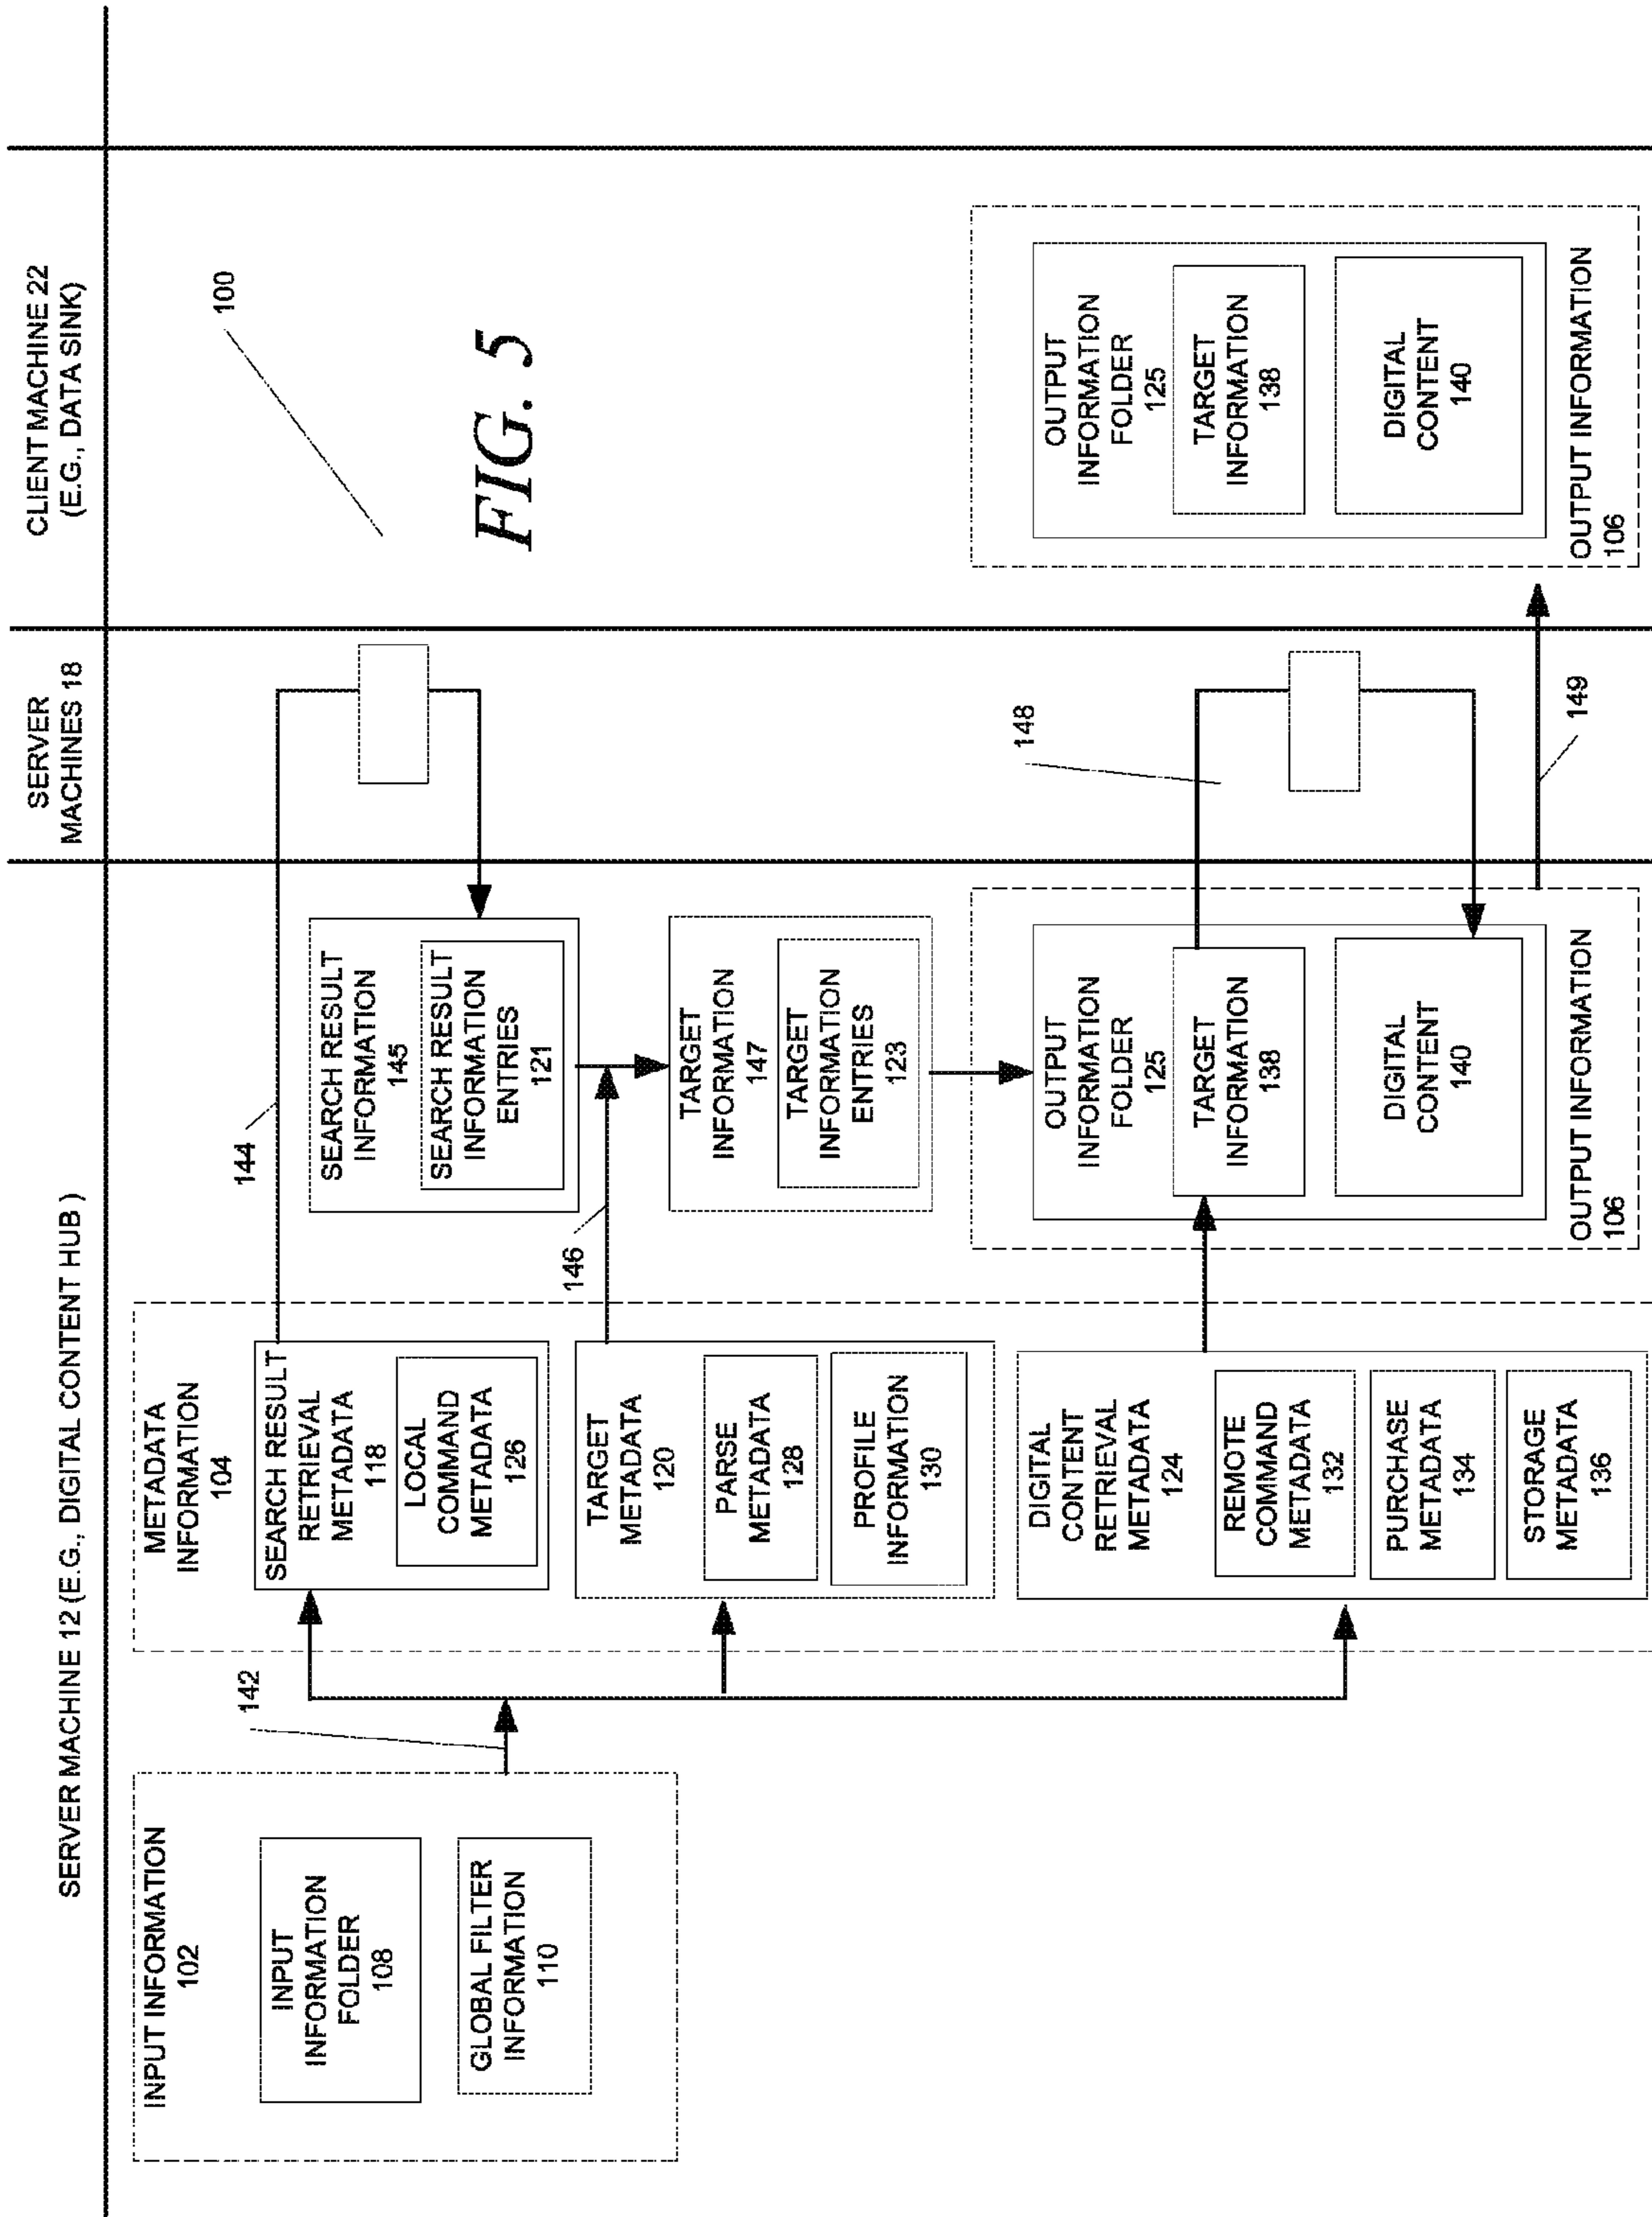 SERVER MACHINE 12 (E.G., DIGITAL CONTENT HUB )
SERVER
MACHINES 18
CLIENT MACHINE 22
(E.G., DATA SINK)
INPUT INFORMATION
102
INPUT
INFORMATION
FOLDER
108
GLOBAL FILTER
INFORMATION
110
142
METADATA
INFORMATION
104
SEARCH RESULT
RETRIEVAL
METADATA
118
LOCAL
COMMAND
METADATA
126
TARGET
METADATA
120
PARSE
METADATA
128
PROFILE
INFORMATION
130
DIGITAL
CONTENT
RETRIEVAL
METADATA
124
REMOTE
COMMAND
METADATA
132
PURCHASE
METADATA
134
STORAGE
METADATA
136
144
146
SEARCH RESULT
INFORMATION
145
SEARCH RESULT
INFORMATION
ENTRIES
121
TARGET
INFORMATION
147
TARGET
INFORMATION
ENTRIES
123
OUTPUT
INFORMATION
FOLDER
125
TARGET
INFORMATION
138
DIGITAL
CONTENT
140
OUTPUT INFORMATION
106
148
149
100
FIG. 5
OUTPUT
INFORMATION
FOLDER
125
TARGET
INFORMATION
138
DIGITAL
CONTENT
140
OUTPUT INFORMATION
106